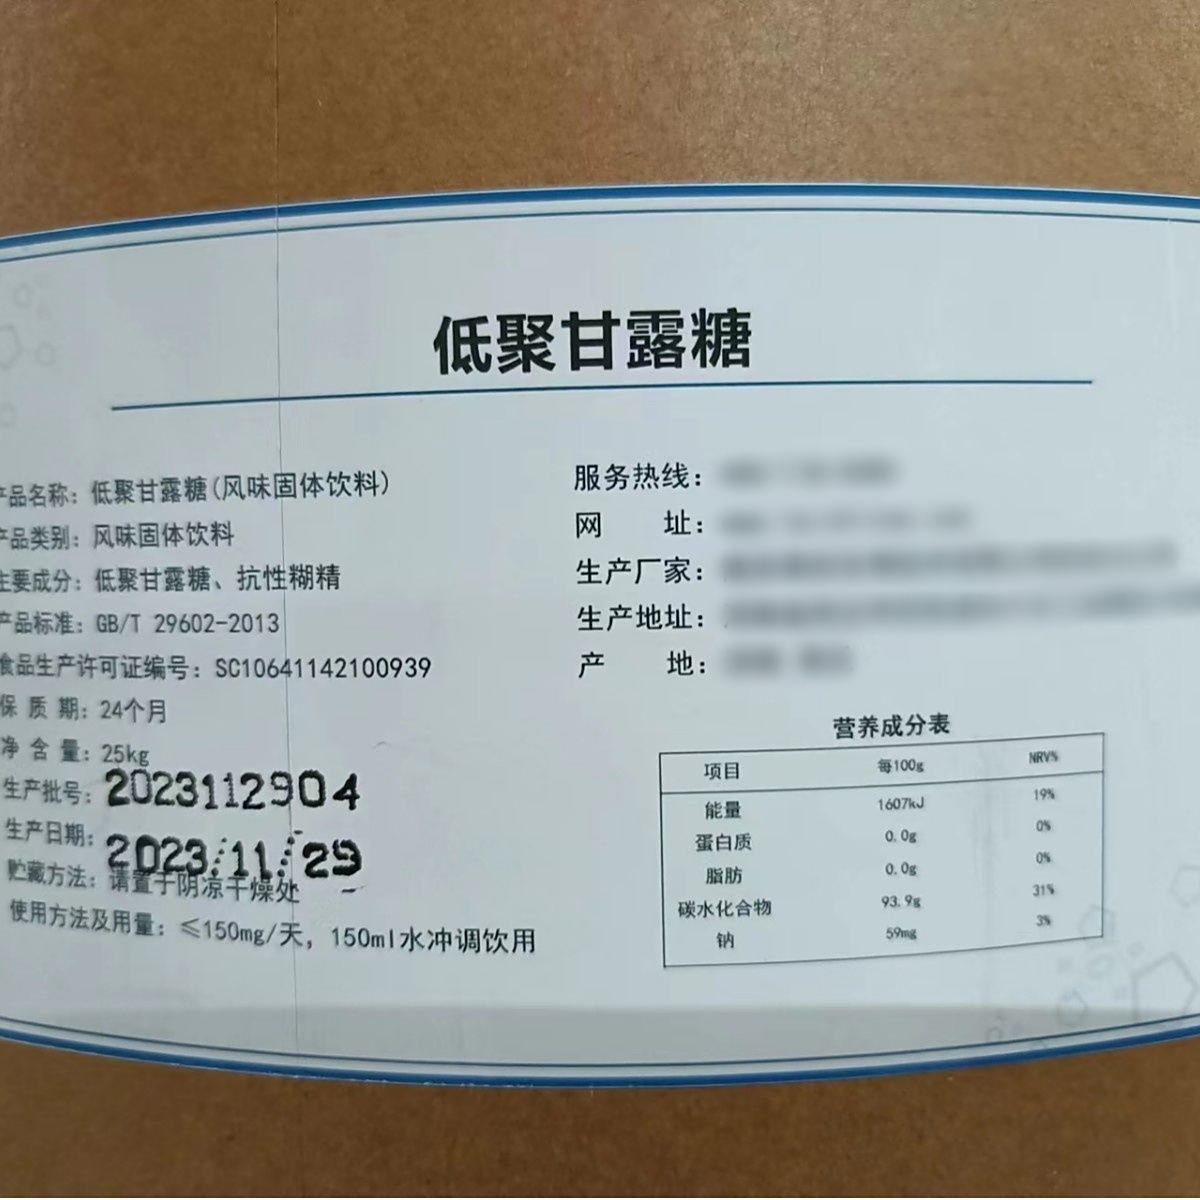 低聚甘露糖
产品名称：低聚甘露糖(风味固体饮料)
产品类别：风味固体饮料
主要成分：低聚甘露糖、抗性糊精
产品标准：GB/T 29602-2013
食品生产许可证编号：SC10641142100939
保 质 期：24个月
净 含 量：25kg
生产批号：2023112904
生产日期：2023/11/29
贮藏方法：请置于阴凉干燥处
使用方法及用量：≤150mg/天，150ml水冲调饮用
服务热线：
网 址：
生产厂家：
生产地址：
产 地：
营养成分表
项目 每100g NRV%
能量 1607kJ 19%
蛋白质 0.0g 0%
脂肪 0.0g 0%
碳水化合物 93.9g 31%
钠 59mg 3%